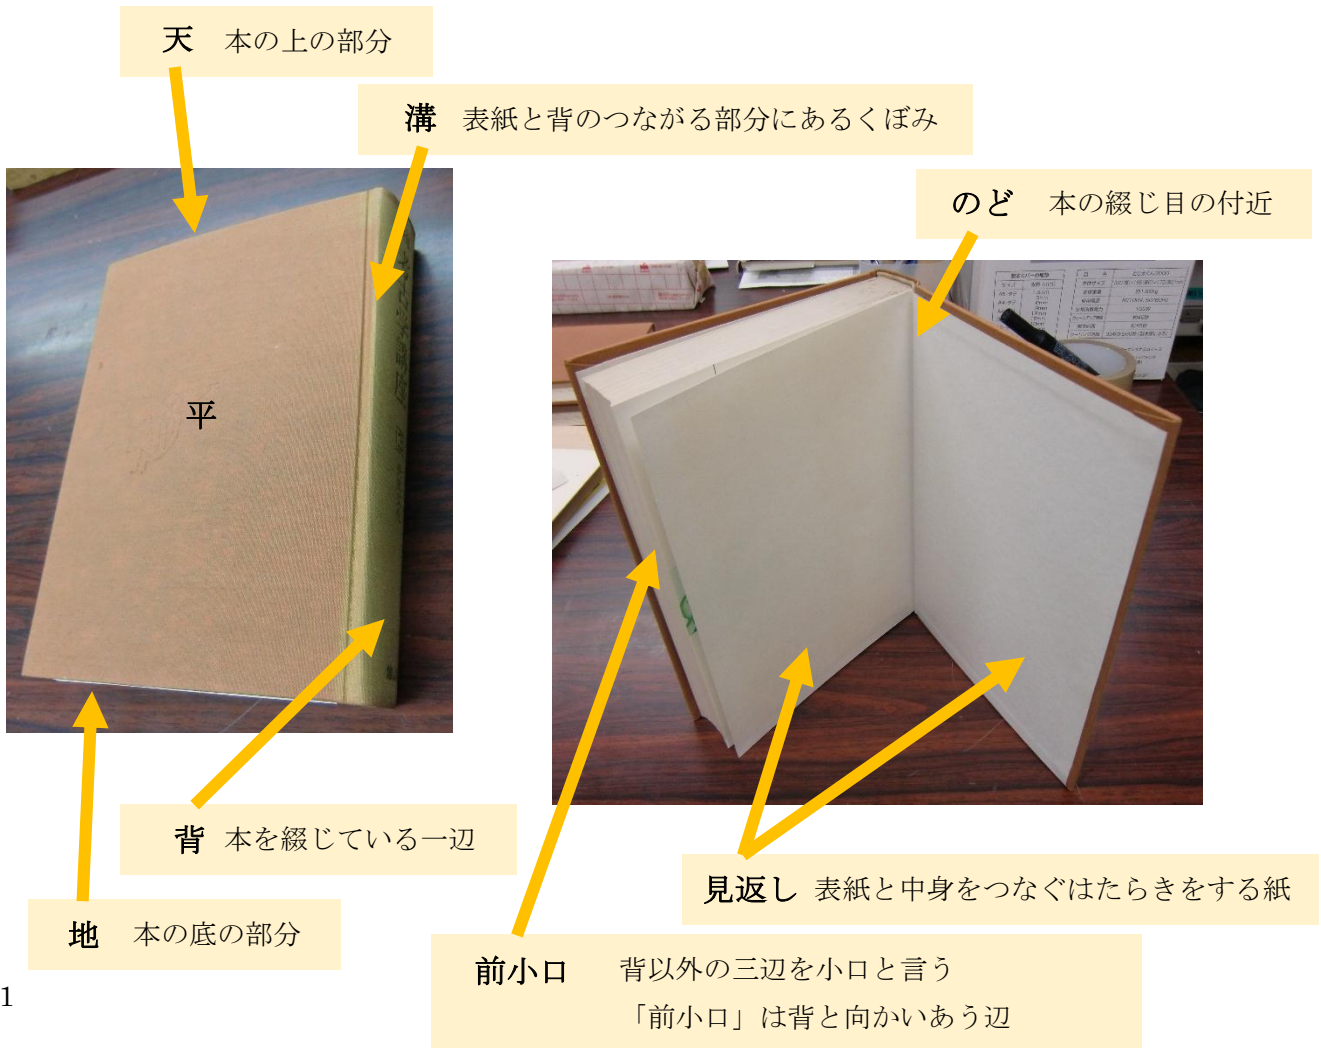 天 本の上の部分
溝 表紙と背のつながる部分にあるくぼみ
のど 本の綴じ目の付近
平
背 本を綴じている一辺
見返し 表紙と中身をつなぐはたらきをする紙
地 本の底の部分
前小口 背以外の三辺を小口と言う
「前小口」は背と向かいあう辺
1